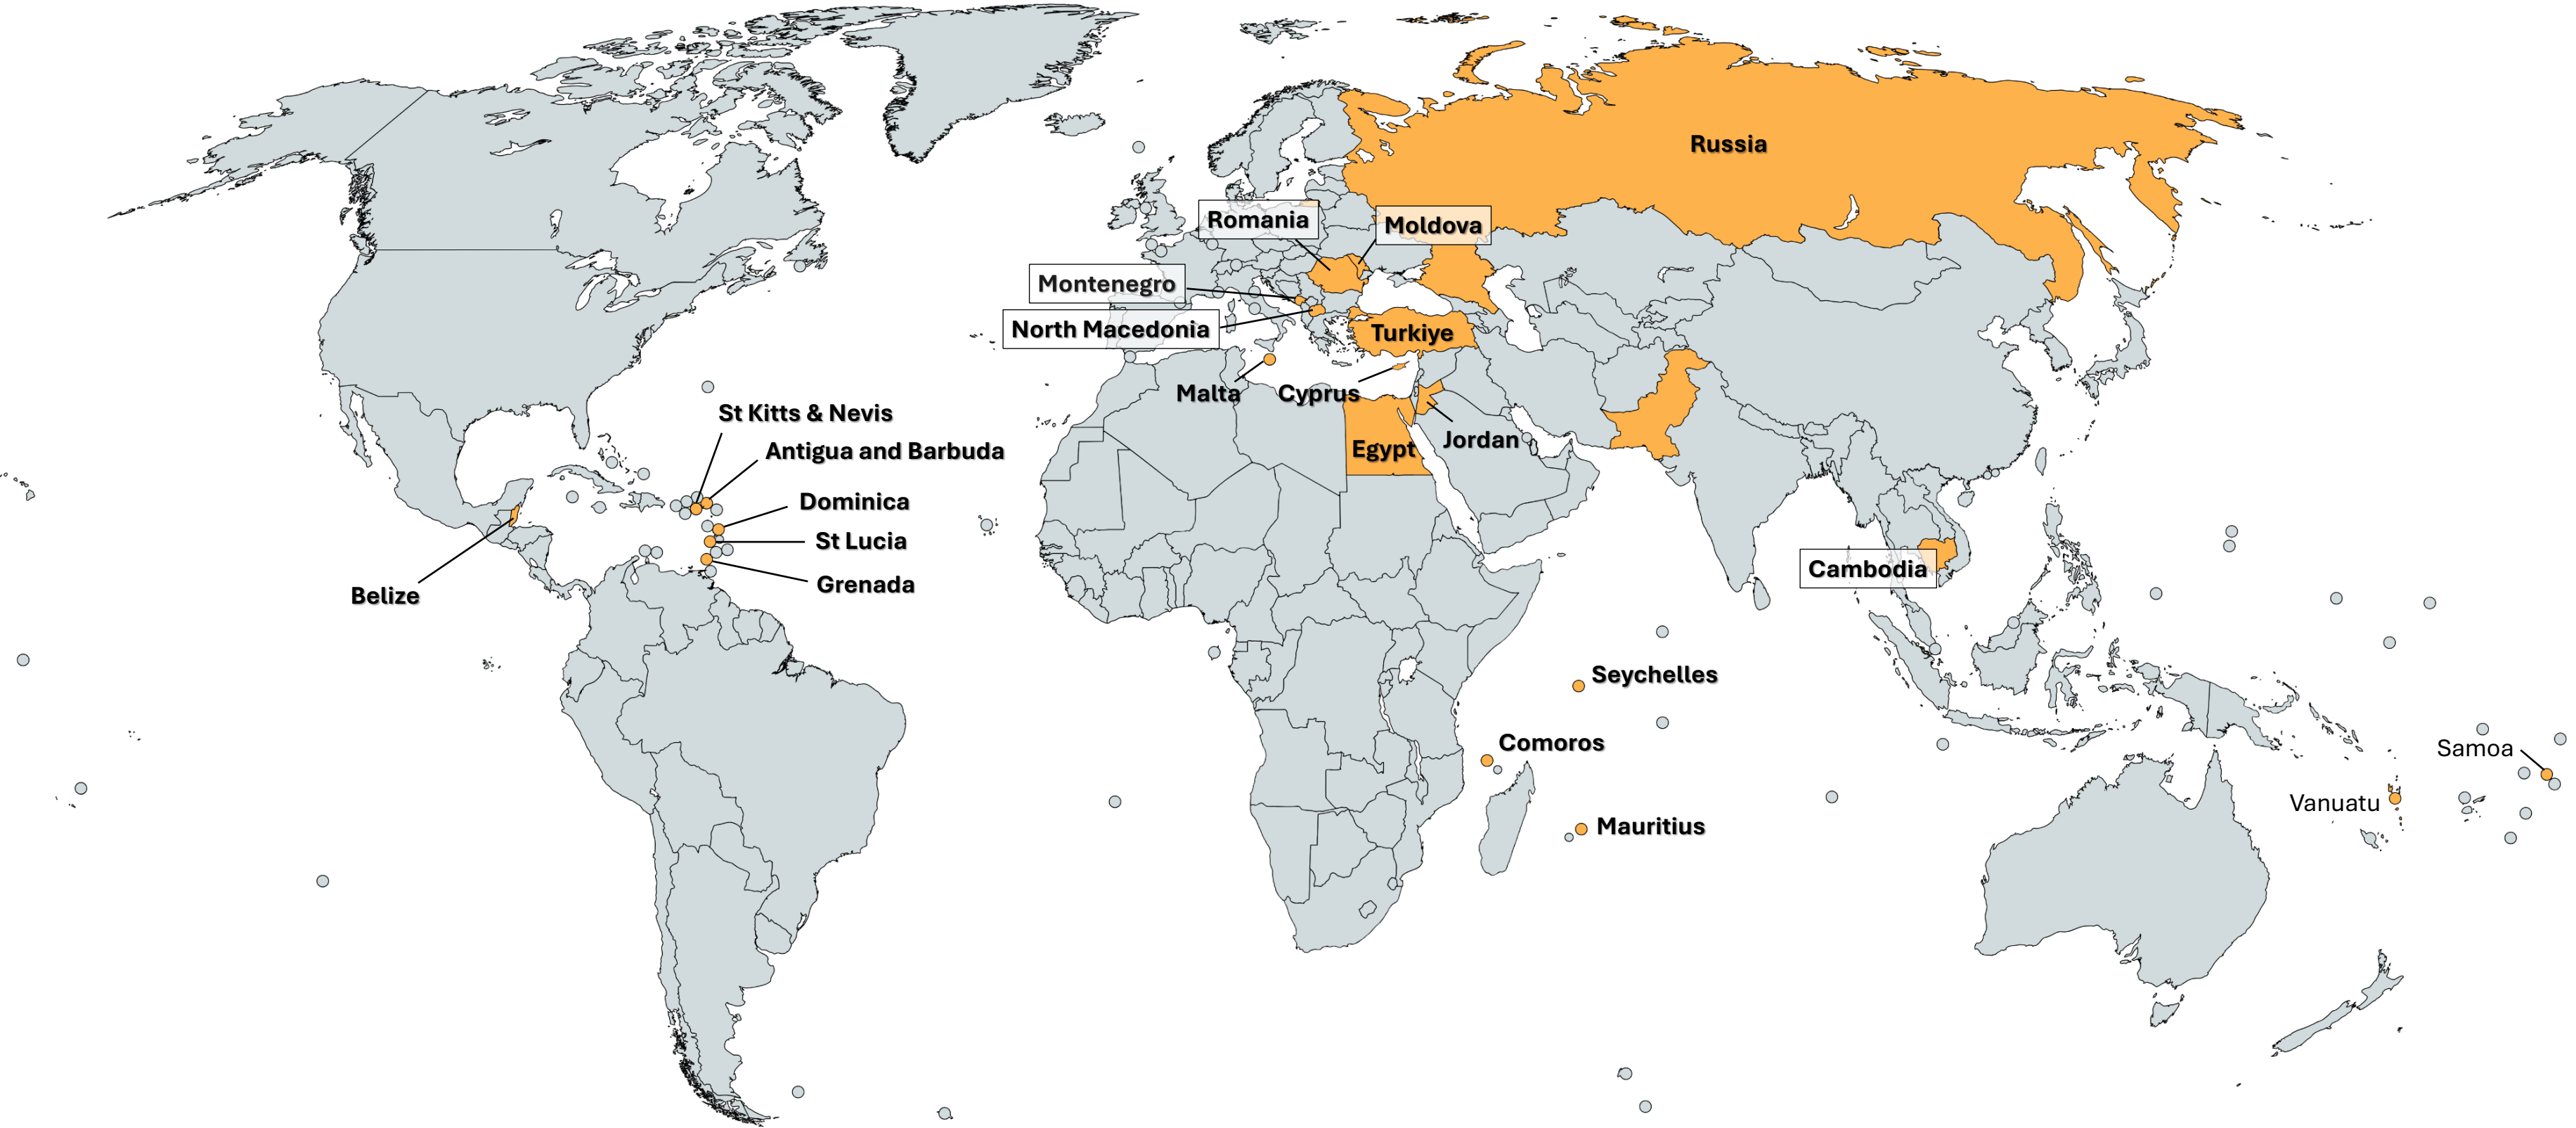 Russia
Romania
Moldova
Montenegro
North Macedonia
Turkiye
Malta
Cyprus
St Kitts & Nevis
Antigua and Barbuda
Egypt
Jordan
Dominica
St Lucia
Grenada
Belize
Cambodia
Seychelles
Comoros
Samoa
Vanuatu
Mauritius